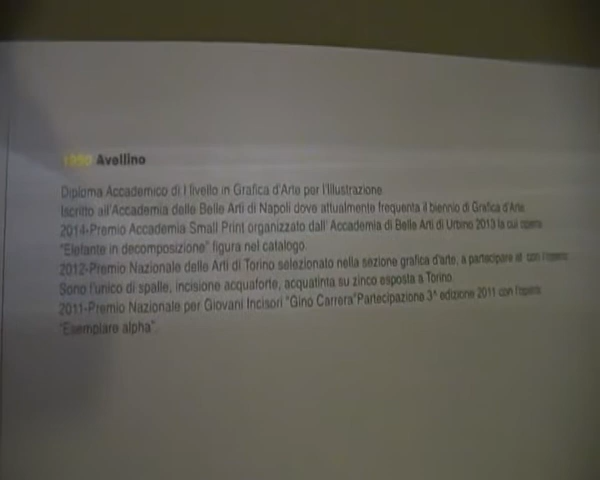 1990 Avellino
Diploma Accademico di I livello in Grafica d'Arte per l'Illustrazione
Iscritto all'Accademia delle Belle Arti di Napoli dove attualmente frequenta il biennio di Grafica d'Arte.
2014-Premio Accademia Small Print organizzato dall' Accademia di Belle Arti di Urbino 2013 la cui opera
"Elefante in decomposizione" figura nel catalogo.
2012-Premio Nazionale delle Arti di Torino selezionato nella sezione grafica d'arte, a partecipare con l'opera:
Sono l'unico di spalle, incisione acquaforte, acquatinta su zinco esposta a Torino.
2011-Premio Nazionale per Giovani Incisori "Gino Carrera"Partecipazione 3ª edizione 2011 con l'opera:
"Esemplare alpha".